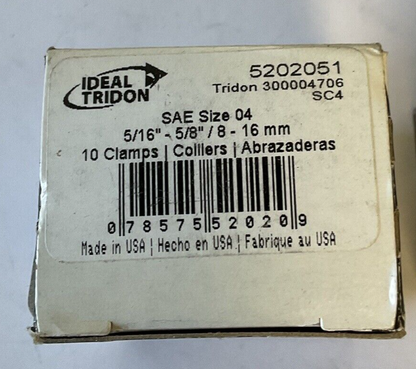 IDEAL
TRIDON
5202051
Tridon 300004706
SC4
SAE Size 04
5/16" - 5/8" / 8 - 16 mm
10 Clamps | Colliers | Abrazaderas
0 78575 52020 9
Made in USA | Hecho en USA | Fabrique au USA